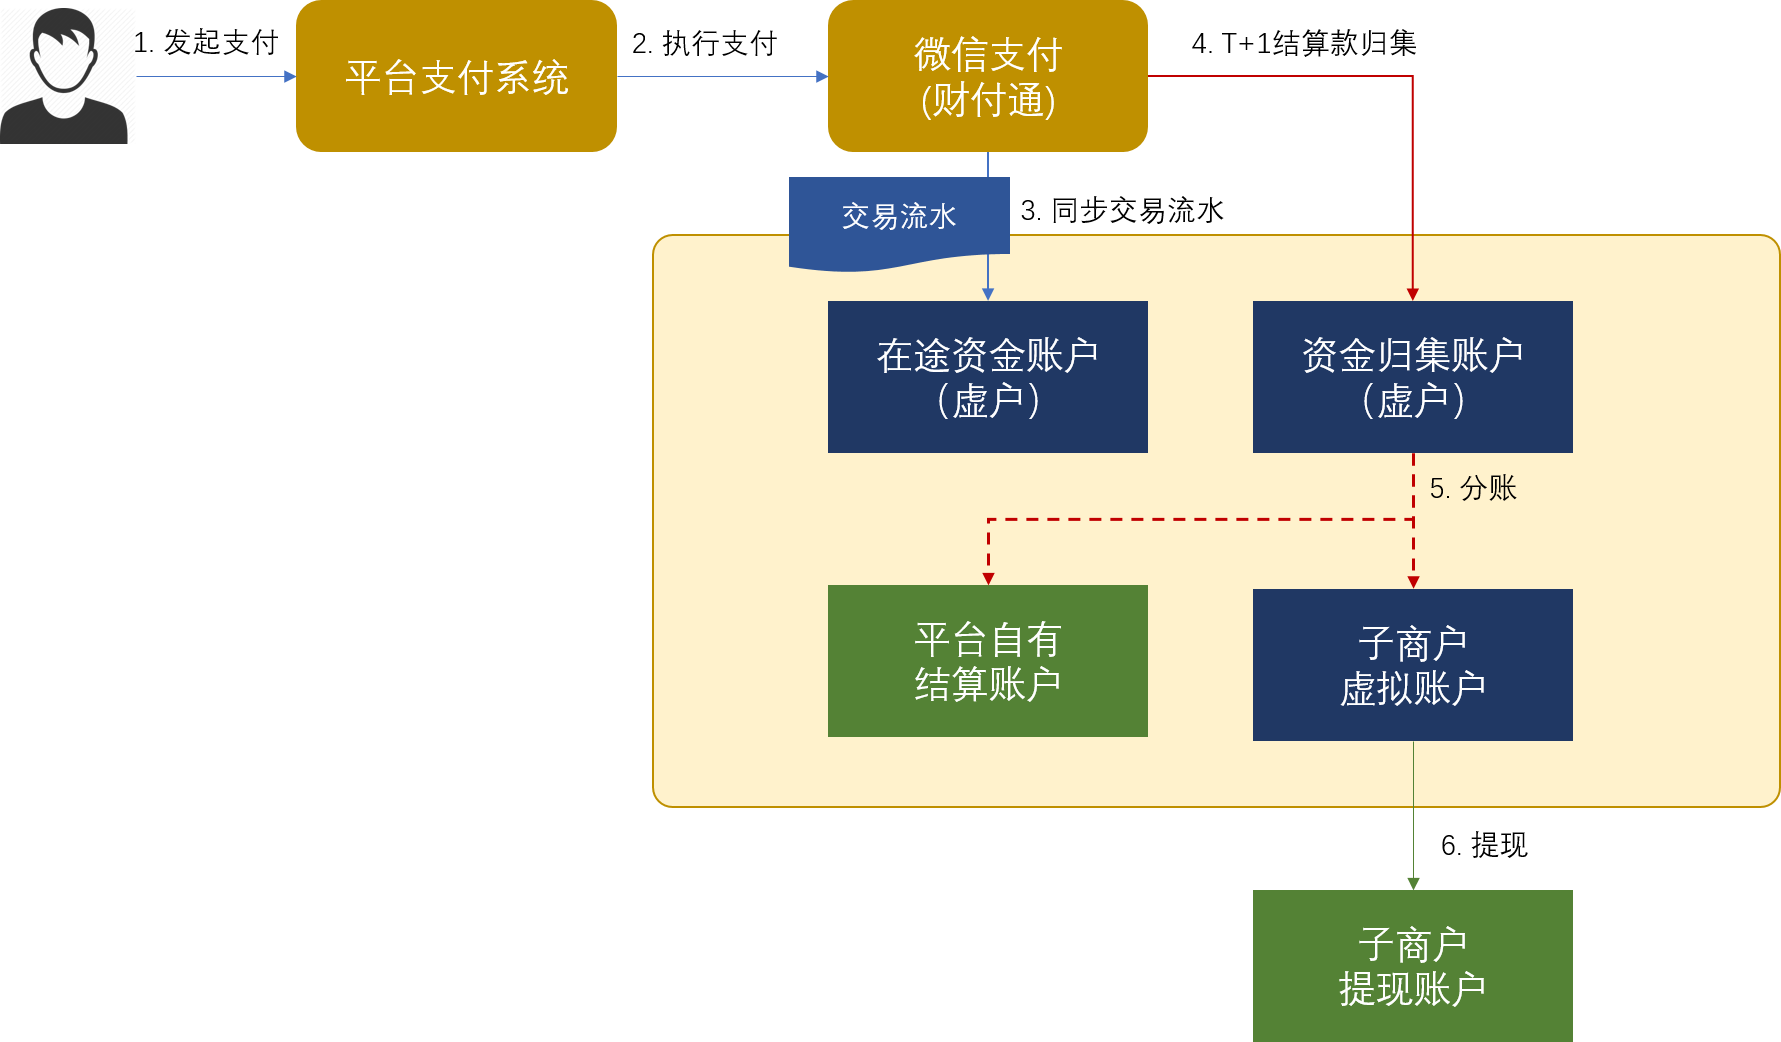 1. 发起支付
平台支付系统
2. 执行支付
微信支付
(财付通)
4. T+1结算款归集
交易流水
3. 同步交易流水
在途资金账户
（虚户）
资金归集账户
（虚户）
5. 分账
平台自有
结算账户
子商户
虚拟账户
6. 提现
子商户
提现账户